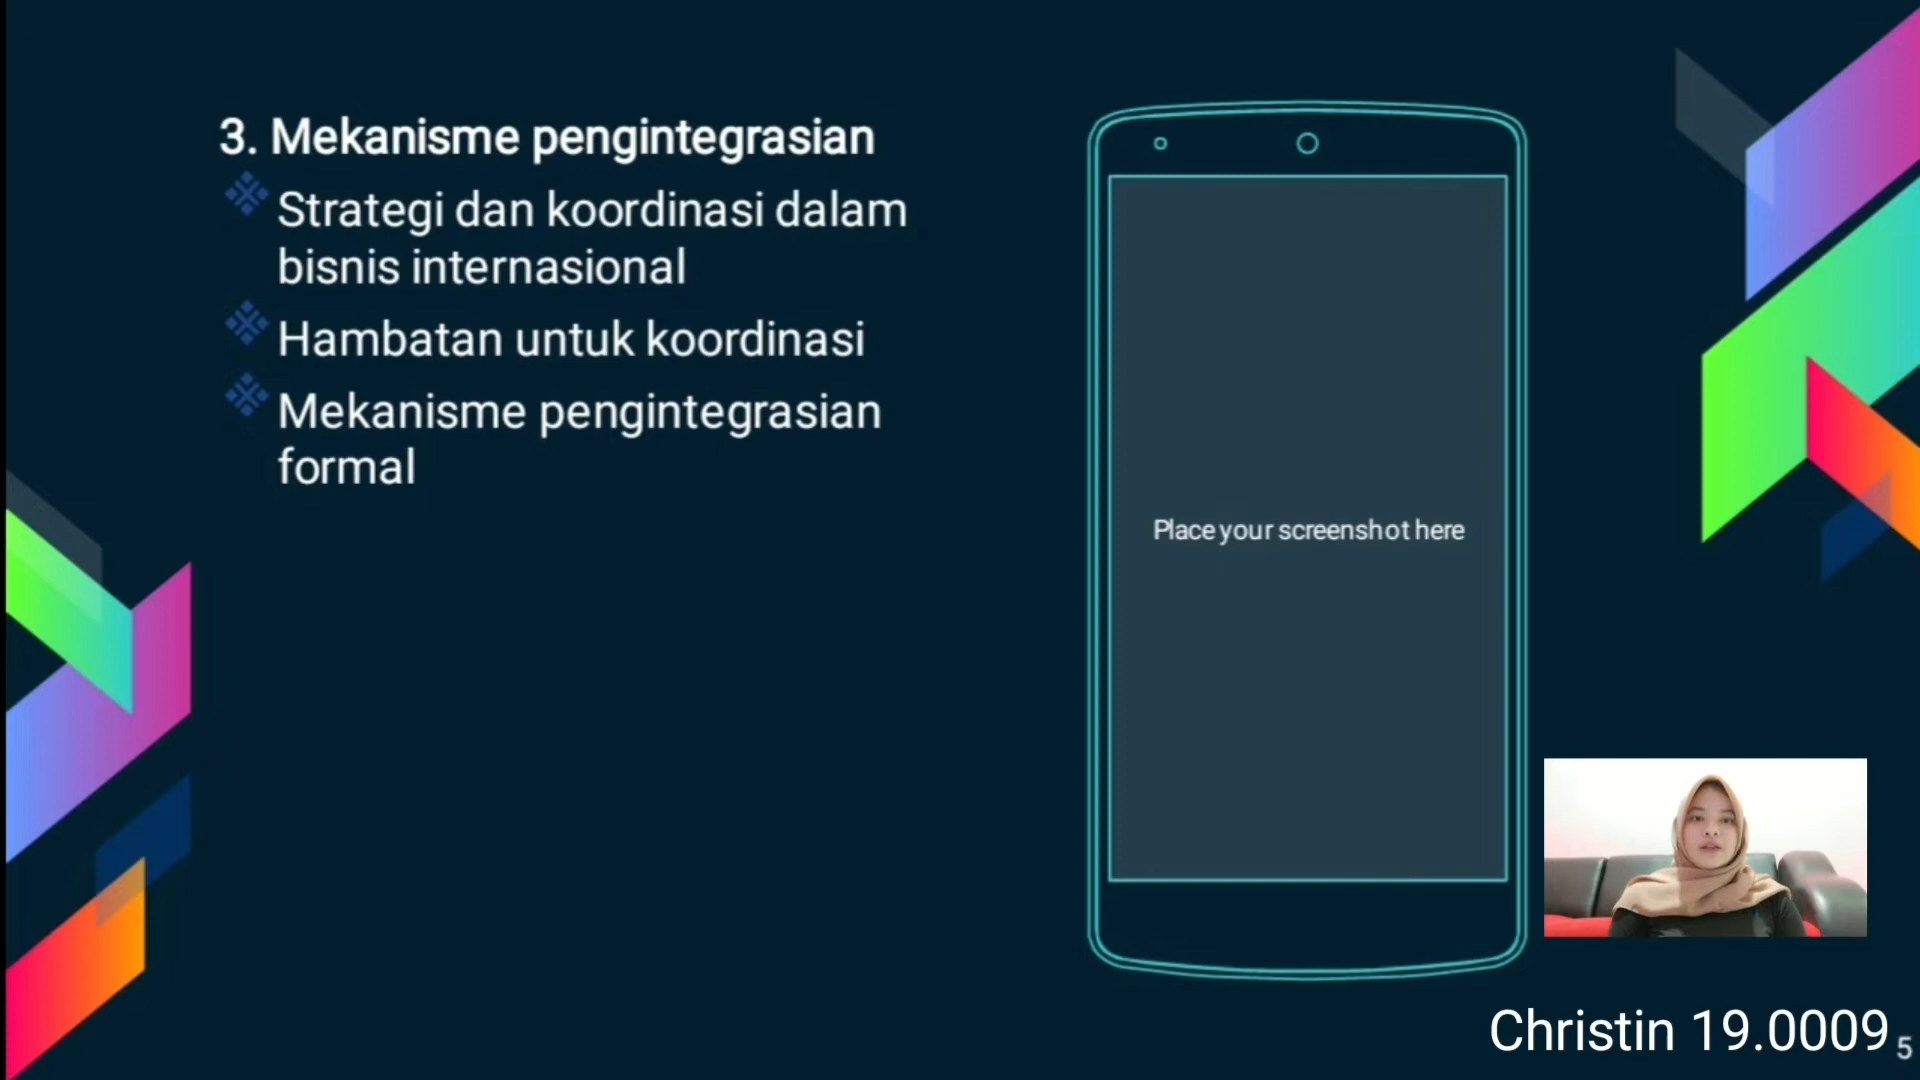 3. Mekanisme pengintegrasian
Strategi dan koordinasi dalam
bisnis internasional
Hambatan untuk koordinasi
Mekanisme pengintegrasian
formal
Place your screenshot here
Christin 19.0009
5